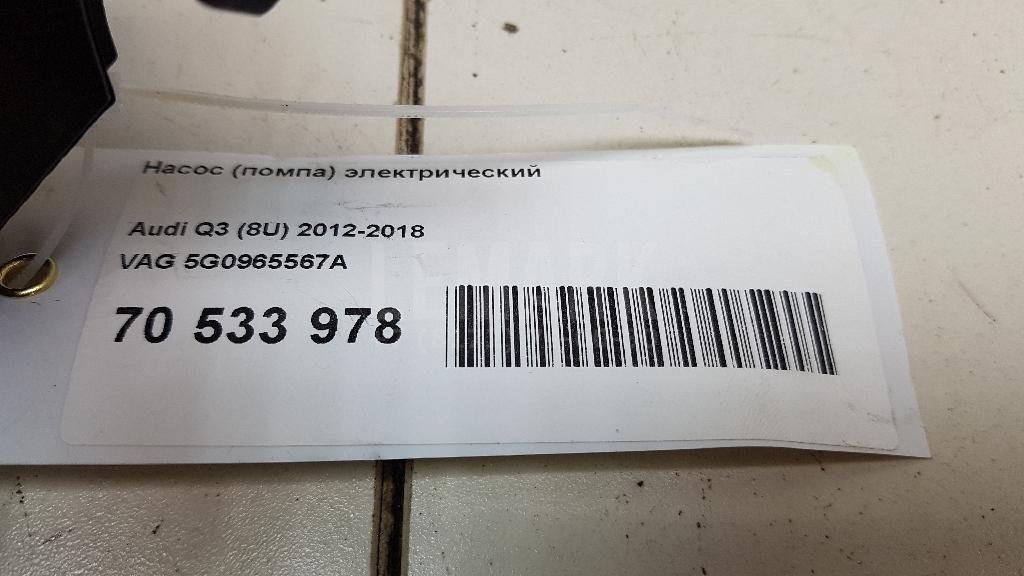 Насос (помпа) электрический
Audi Q3 (8U) 2012-2018
VAG 5G0965567A
70 533 978